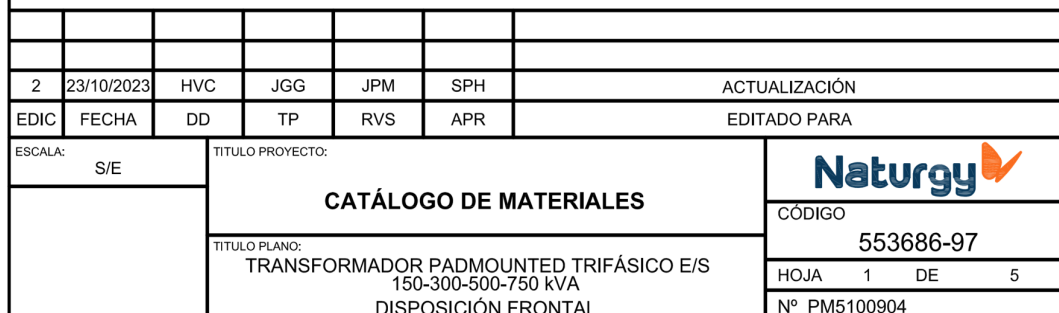 2 23/10/2023 HVC JGG JPM SPH ACTUALIZACIÓN
EDIC FECHA DD TP RVS APR EDITADO PARA
ESCALA:
S/E
TITULO PROYECTO:
CATÁLOGO DE MATERIALES
Naturgy
CÓDIGO
553686-97
TITULO PLANO:
TRANSFORMADOR PADMOUNTED TRIFÁSICO E/S
150-300-500-750 kVA
DISPOSICIÓN FRONTAL
HOJA 1 DE 5
Nº PM5100904